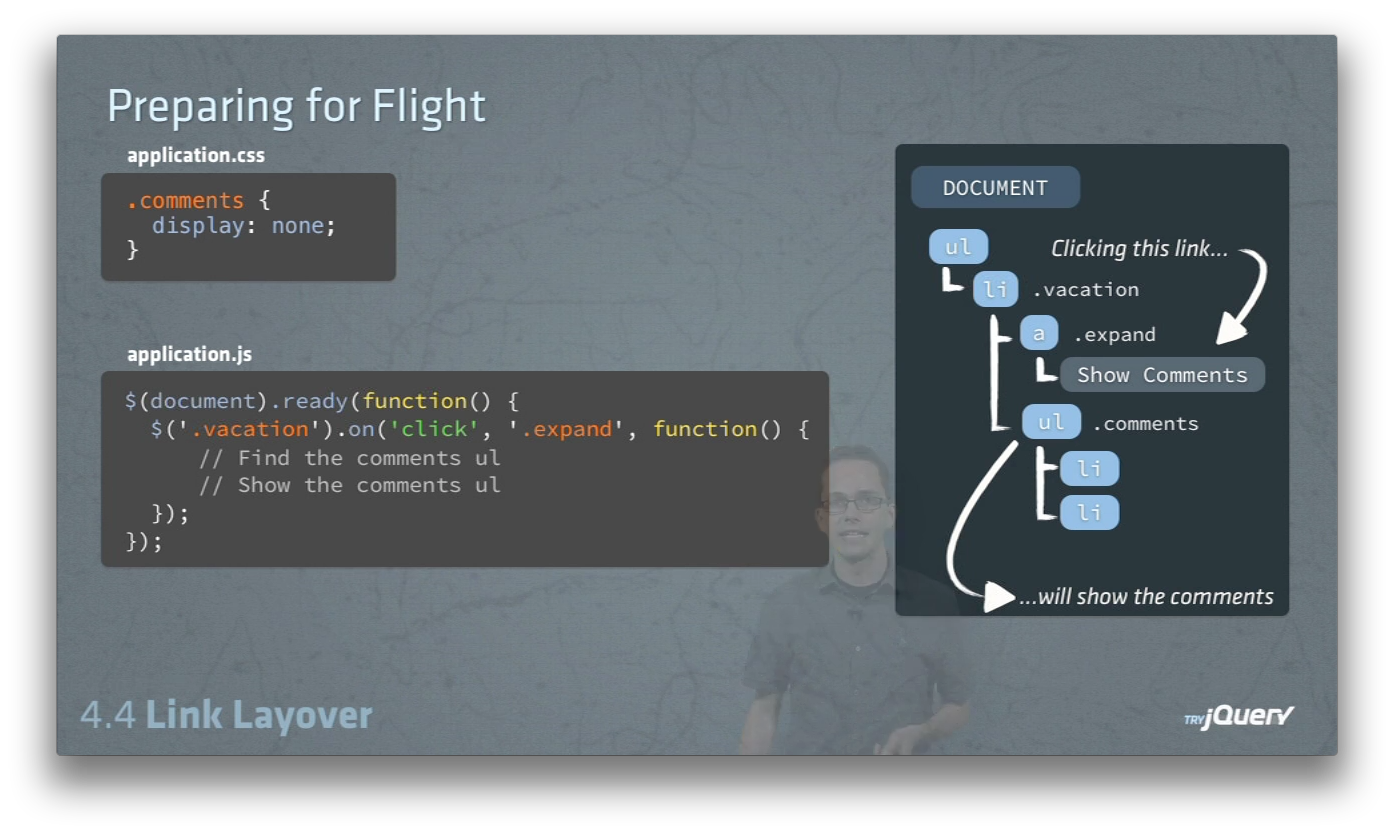 Preparing for Flight
application.css
.comments {
display: none;
}
application.js
$(document).ready(function() {
$('.vacation').on('click', '.expand', function() {
// Find the comments ul
// Show the comments ul
});
});
DOCUMENT
ul
Clicking this link...
li .vacation
a .expand
Show Comments
ul .comments
li
li
...will show the comments
4.4 Link Layover
TRY jQuery